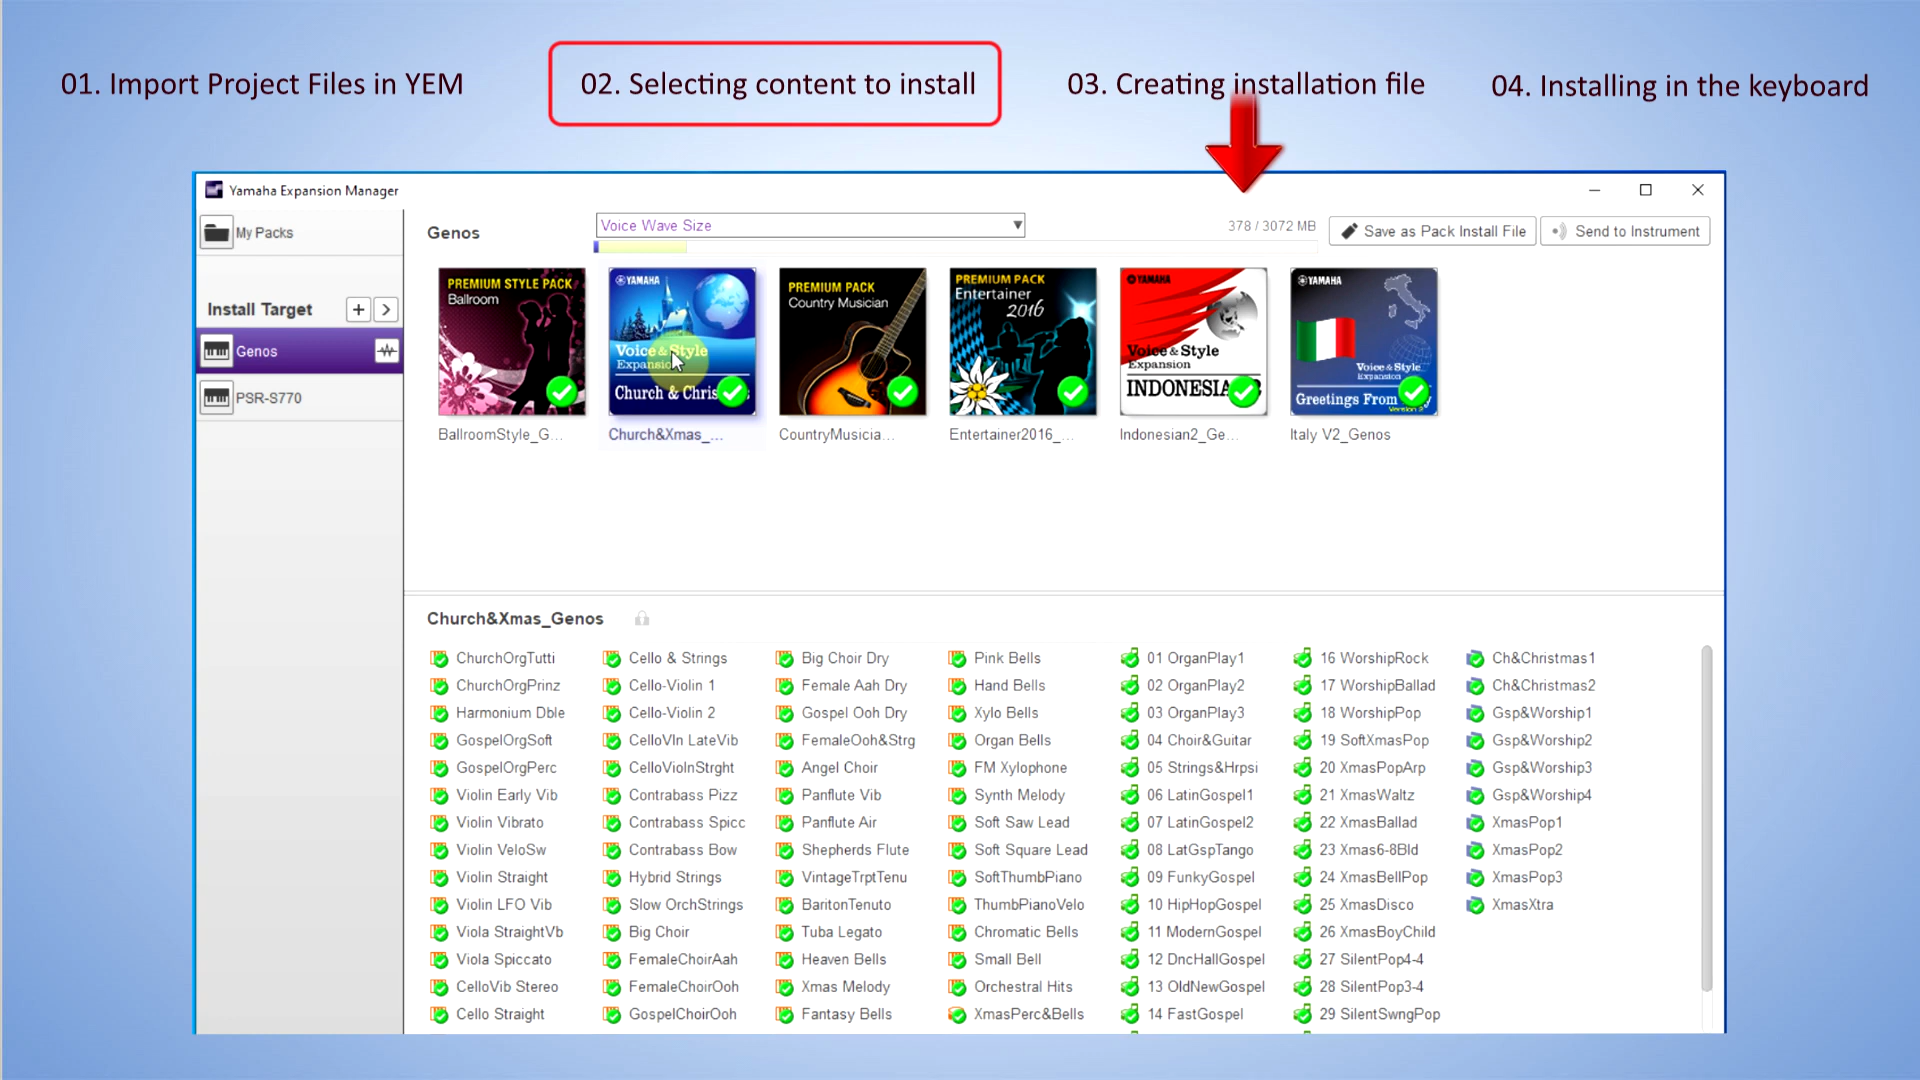 01. Import Project Files in YEM
02. Selecting content to install
03. Creating installation file
04. Installing in the keyboard
Yamaha Expansion Manager
My Packs
Genos
Voice Wave Size
378 / 3072 MB
Save as Pack Install File
Send to Instrument
Install Target
Genos
PSR-S770
PREMIUM STYLE PACK
Ballroom
YAMAHA
Voice & Style
Expansion
Church & Chris
PREMIUM PACK
Country Musician
PREMIUM PACK
Entertainer
2016
YAMAHA
Voice & Style
Expansion
INDONESIA 2
YAMAHA
Voice & Style
Expansion
Greetings From
Version 2
BallroomStyle_G...
Church&Xmas_...
CountryMusicia...
Entertainer2016_...
Indonesian2_Ge...
Italy V2_Genos
Church&Xmas_Genos
ChurchOrgTutti
ChurchOrgPrinz
Harmonium Dble
GospelOrgSoft
GospelOrgPerc
Violin Early Vib
Violin Vibrato
Violin VeloSw
Violin Straight
Violin LFO Vib
Viola StraightVb
Viola Spiccato
CelloVib Stereo
Cello Straight
Cello & Strings
Cello-Violin 1
Cello-Violin 2
CelloVln LateVib
CelloViolnStrght
Contrabass Pizz
Contrabass Spicc
Contrabass Bow
Hybrid Strings
Slow OrchStrings
Big Choir
FemaleChoirAah
FemaleChoirOoh
GospelChoirOoh
Big Choir Dry
Female Aah Dry
Gospel Ooh Dry
FemaleOoh&Strg
Angel Choir
Panflute Vib
Panflute Air
Shepherds Flute
VintageTrptTenu
BaritonTenuto
Tuba Legato
Heaven Bells
Xmas Melody
Fantasy Bells
Pink Bells
Hand Bells
Xylo Bells
Organ Bells
FM Xylophone
Synth Melody
Soft Saw Lead
Soft Square Lead
SoftThumbPiano
ThumbPianoVelo
Chromatic Bells
Small Bell
Orchestral Hits
XmasPerc&Bells
01 OrganPlay1
02 OrganPlay2
03 OrganPlay3
04 Choir&Guitar
05 Strings&Hrpsi
06 LatinGospel1
07 LatinGospel2
08 LatGspTango
09 FunkyGospel
10 HipHopGospel
11 ModernGospel
12 DncHallGospel
13 OldNewGospel
14 FastGospel
16 WorshipRock
17 WorshipBallad
18 WorshipPop
19 SoftXmasPop
20 XmasPopArp
21 XmasWaltz
22 XmasBallad
23 Xmas6-8Bld
24 XmasBellPop
25 XmasDisco
26 XmasBoyChild
27 SilentPop4-4
28 SilentPop3-4
29 SilentSwngPop
Ch&Christmas1
Ch&Christmas2
Gsp&Worship1
Gsp&Worship2
Gsp&Worship3
Gsp&Worship4
XmasPop1
XmasPop2
XmasPop3
XmasXtra